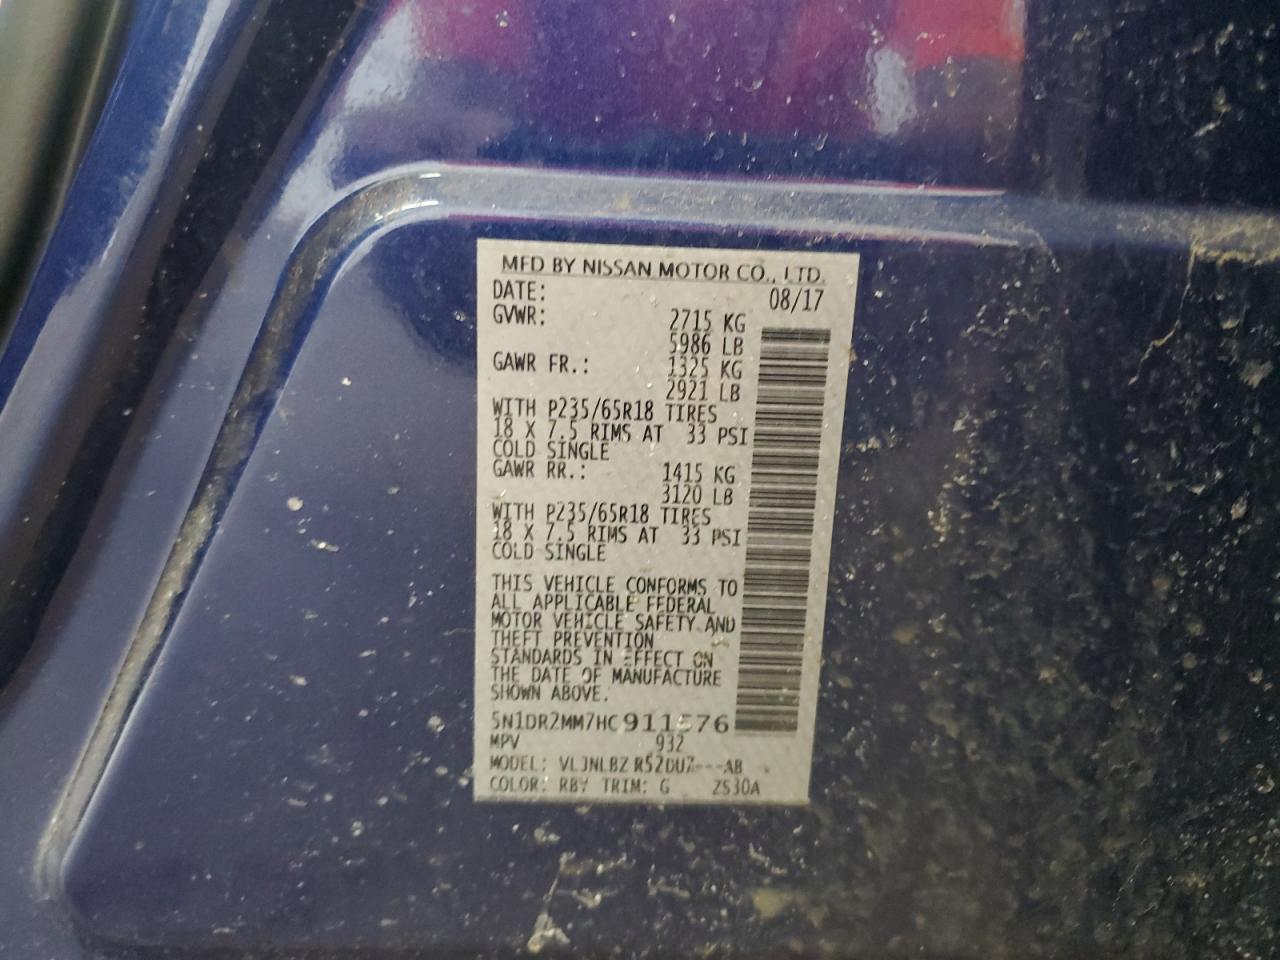 MFD BY NISSAN MOTOR CO., LTD.
DATE: 08/17
GVWR: 2715 KG
5986 LB
GAWR FR.: 1325 KG
2921 LB
WITH P235/65R18 TIRES
18 X 7.5 RIMS AT 33 PSI
COLD SINGLE
GAWR RR.: 1415 KG
3120 LB
WITH P235/65R18 TIRES
18 X 7.5 RIMS AT 33 PSI
COLD SINGLE
THIS VEHICLE CONFORMS TO
ALL APPLICABLE FEDERAL
MOTOR VEHICLE SAFETY AND
THEFT PREVENTION
STANDARDS IN EFFECT ON
THE DATE OF MANUFACTURE
SHOWN ABOVE.
MPV 932
MODEL:
COLOR: RBY TRIM: G ZS30A